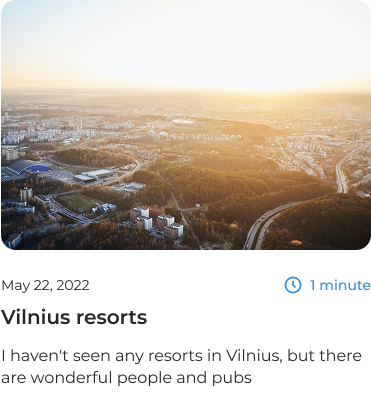 May 22, 2022
1 minute
Vilnius resorts
I haven't seen any resorts in Vilnius, but there
are wonderful people and pubs